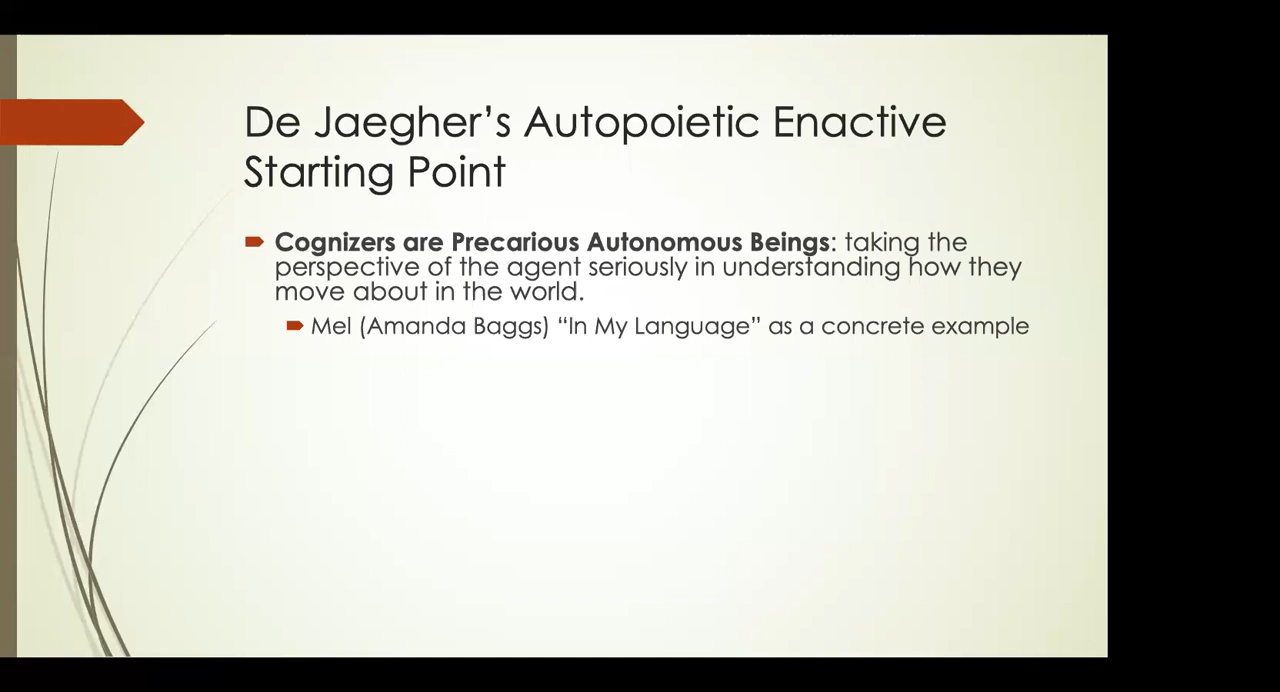 De Jaegher’s Autopoietic Enactive
Starting Point
Cognizers are Precarious Autonomous Beings: taking the
perspective of the agent seriously in understanding how they
move about in the world.
Mel (Amanda Baggs) “In My Language” as a concrete example